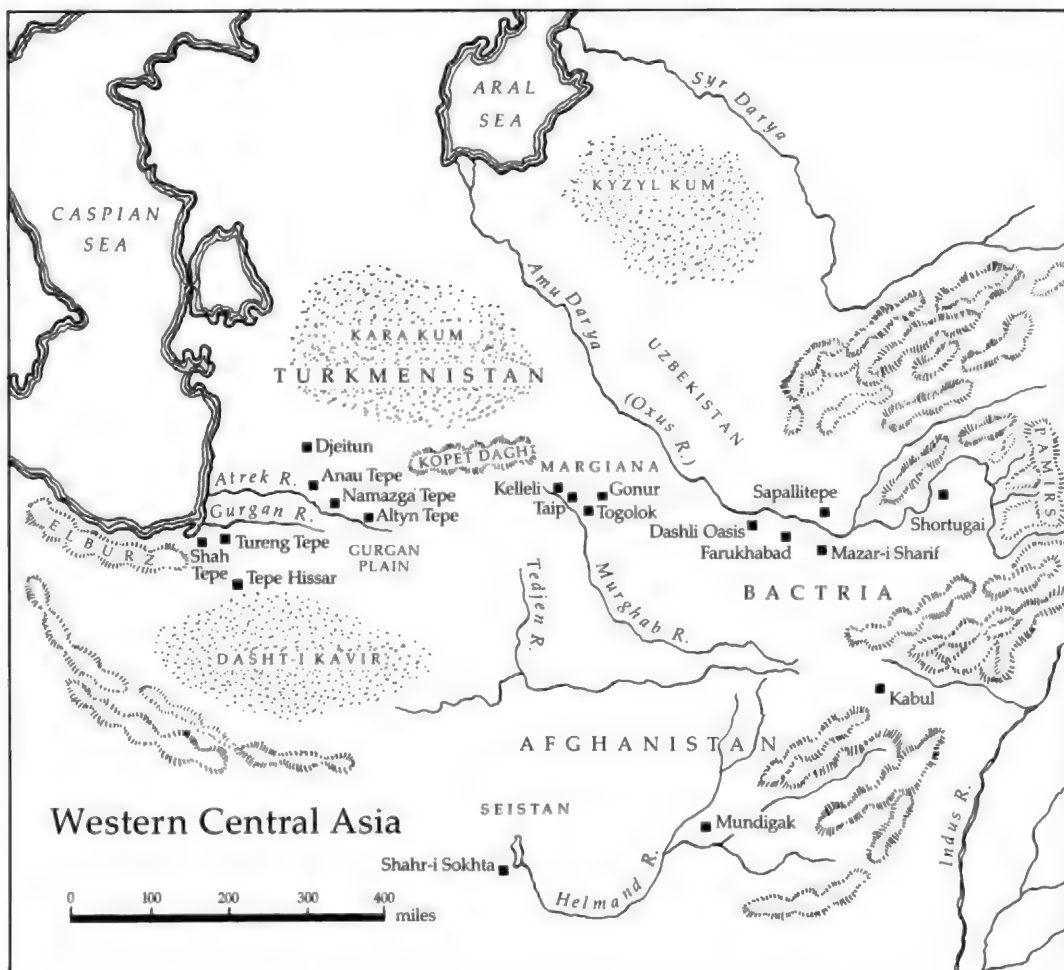 ARAL
SEA
Syr Darya
KYZYL KUM
CASPIAN
SEA
Amu Darya
(Oxus R.)
UZBEKISTAN
KARA KUM
TURKMENISTAN
PAMIRS
Djeitun
KOPET DAGH
MARGIANA
Anau Tepe
Atrek R.
Namazga Tepe
Kelleli
Gonur
Sapallitepe
Gurgan R.
Altyn Tepe
Taip
Togolok
Shortugai
ELBURZ
Shah
Tepe
Tureng Tepe
GURGAN
PLAIN
Dashli Oasis
Farukhabad
Mazar-i Sharif
Tepe Hissar
Tedjen R
Murghab R.
BACTRIA
DASHT-I KAVIR
Kabul
AFGHANISTAN
Indus R.
SEISTAN
Western Central Asia
Mundigak
Shahr-i Sokhta
Helmand R.
0 100 200 300 400
miles